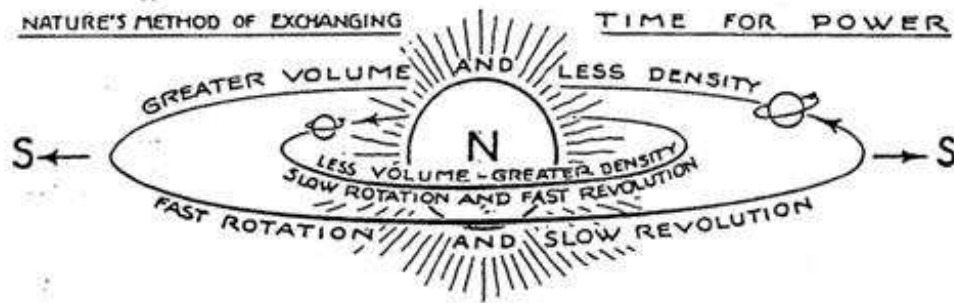 NATURE'S METHOD OF EXCHANGING TIME FOR POWER
GREATER VOLUME AND LESS DENSITY
S N S
LESS VOLUME - GREATER DENSITY
SLOW ROTATION AND FAST REVOLUTION
FAST ROTATION AND SLOW REVOLUTION